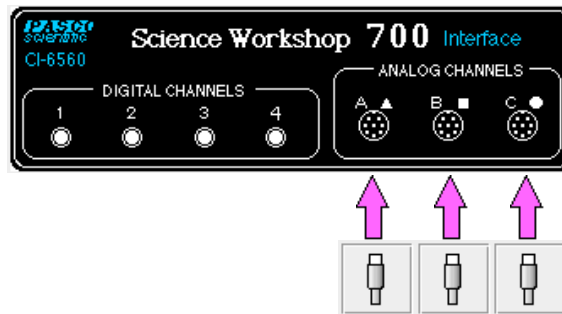 PASCO
scientific
CI-6560
Science Workshop 700 Interface
DIGITAL CHANNELS
1 2 3 4
ANALOG CHANNELS
A B C